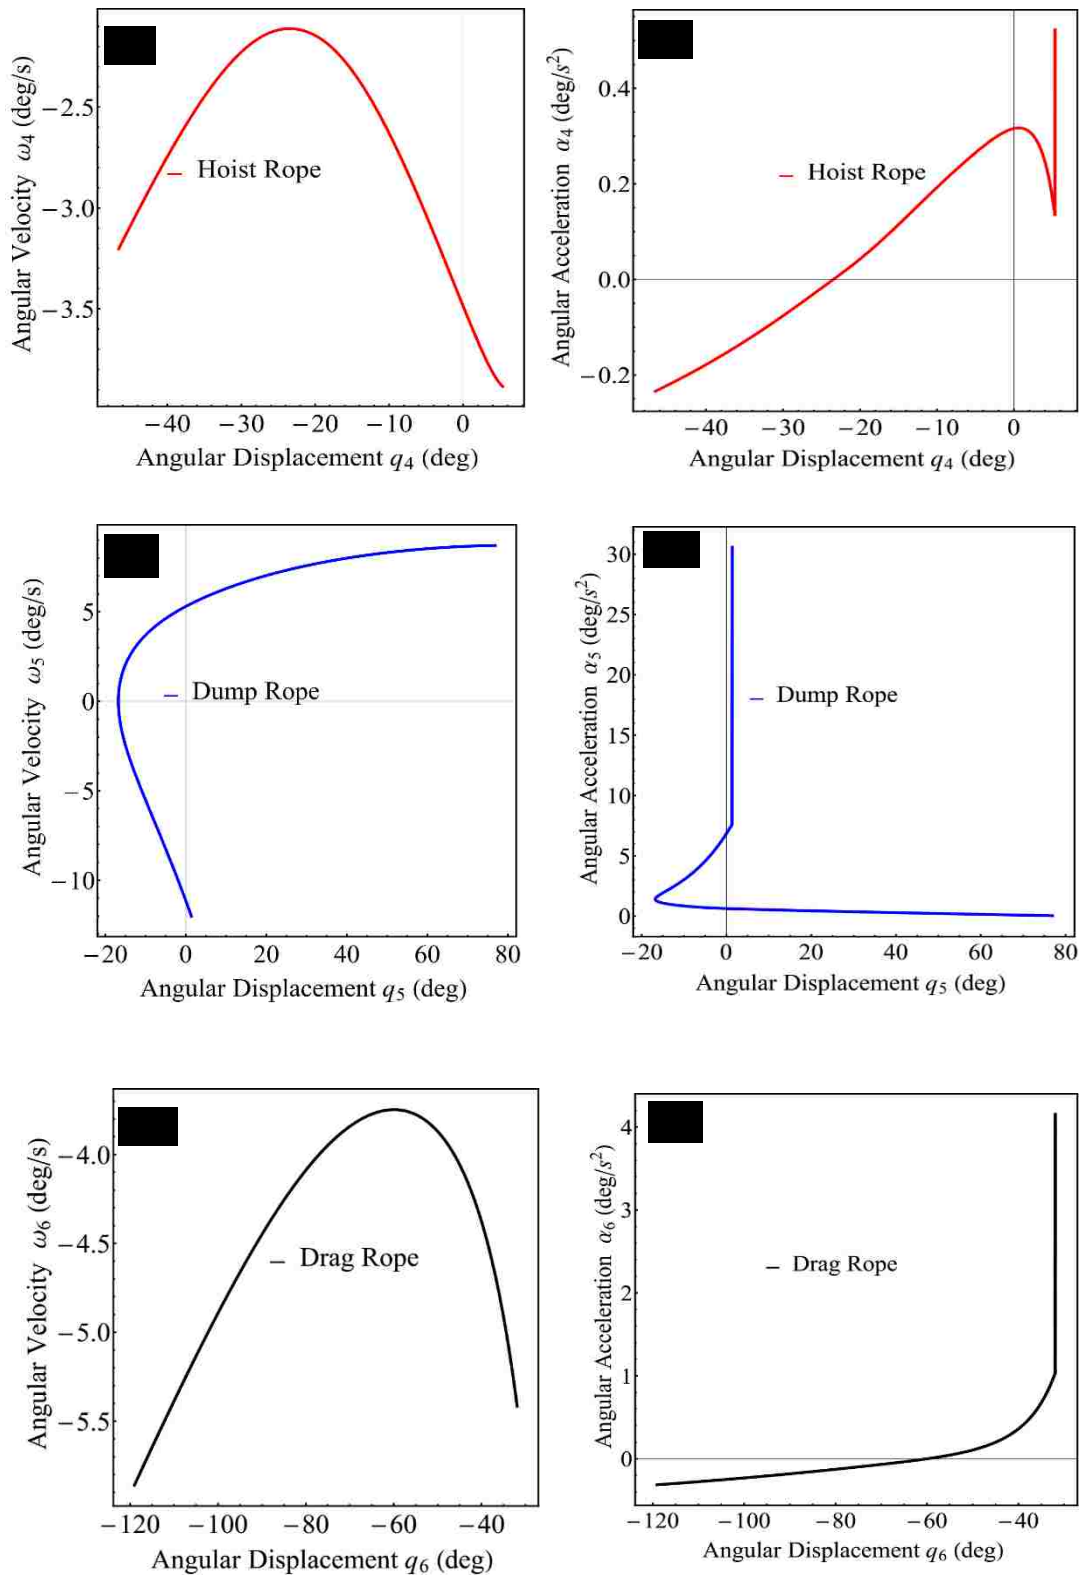 Angular Velocity ω4 (deg/s)
−2.5
−3.0
−3.5
Hoist Rope
−40 −30 −20 −10 0
Angular Displacement q4 (deg)
Angular Acceleration α4 (deg/s²)
0.4
0.2
0.0
−0.2
Hoist Rope
−40 −30 −20 −10 0
Angular Displacement q4 (deg)
Angular Velocity ω5 (deg/s)
5
0
−5
−10
Dump Rope
−20 0 20 40 60 80
Angular Displacement q5 (deg)
Angular Acceleration α5 (deg/s²)
30
25
20
15
10
5
0
Dump Rope
−20 0 20 40 60 80
Angular Displacement q5 (deg)
Angular Velocity ω6 (deg/s)
−4.0
−4.5
−5.0
−5.5
Drag Rope
−120 −100 −80 −60 −40
Angular Displacement q6 (deg)
Angular Acceleration α6 (deg/s²)
4
3
2
1
0
Drag Rope
−120 −100 −80 −60 −40
Angular Displacement q6 (deg)